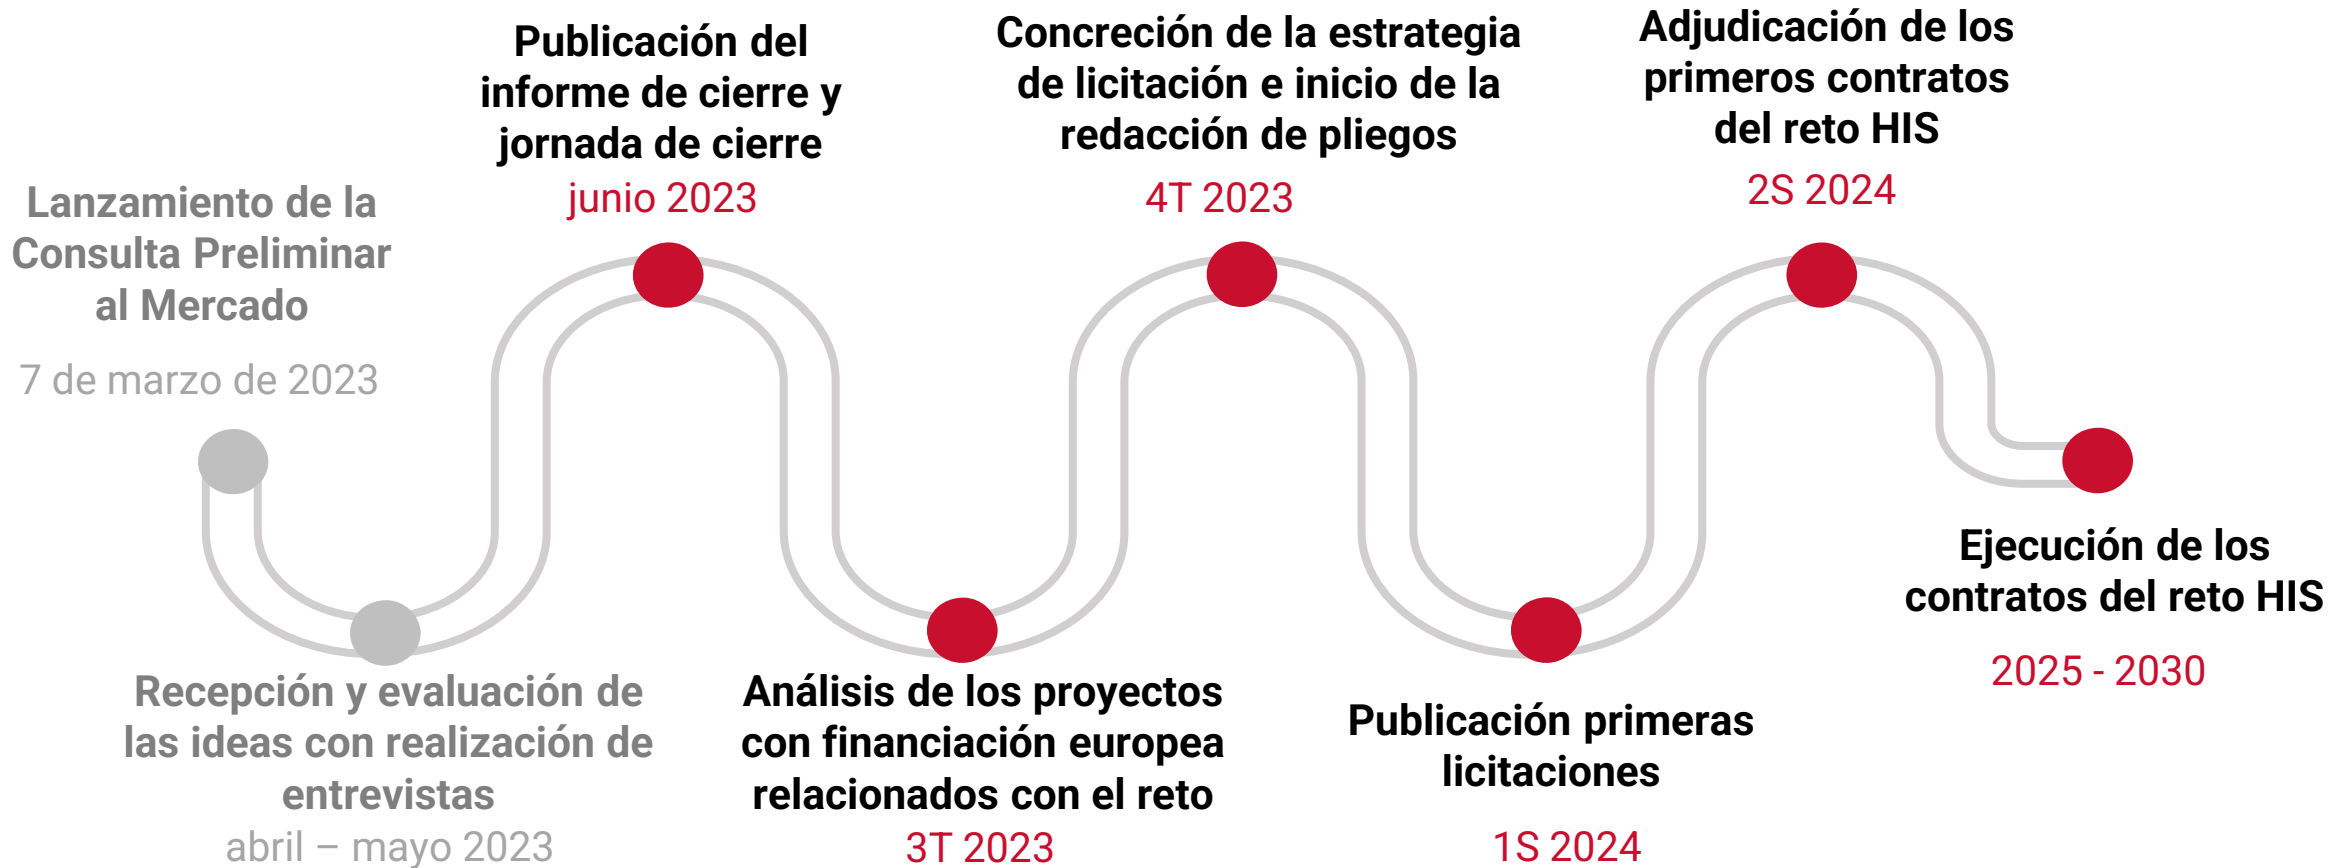 Lanzamiento de la
Consulta Preliminar
al Mercado
7 de marzo de 2023
Recepción y evaluación de
las ideas con realización de
entrevistas
abril – mayo 2023
Publicación del
informe de cierre y
jornada de cierre
junio 2023
Análisis de los proyectos
con financiación europea
relacionados con el reto
3T 2023
Concreción de la estrategia
de licitación e inicio de la
redacción de pliegos
4T 2023
Publicación primeras
licitaciones
1S 2024
Adjudicación de los
primeros contratos
del reto HIS
2S 2024
Ejecución de los
contratos del reto HIS
2025 - 2030